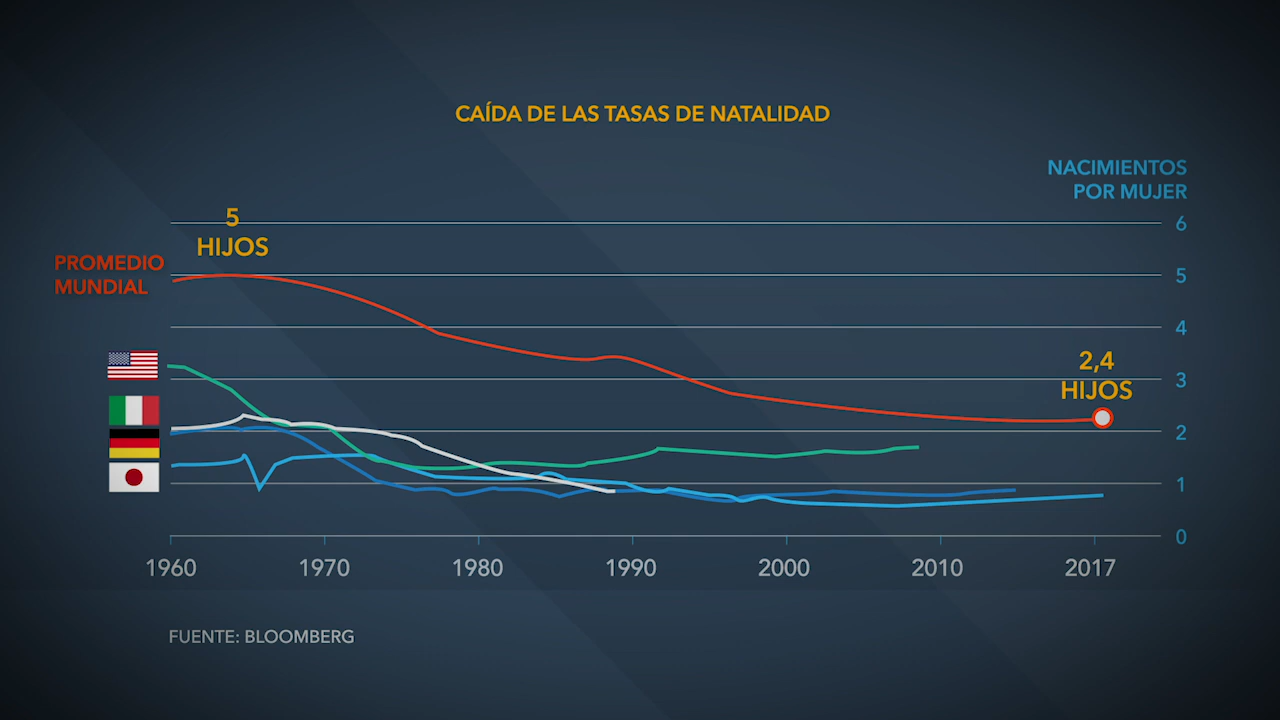 CAÍDA DE LAS TASAS DE NATALIDAD
NACIMIENTOS
POR MUJER
5
HIJOS
PROMEDIO
MUNDIAL
6
5
4
3
2
1
0
2,4
HIJOS
1960 1970 1980 1990 2000 2010 2017
FUENTE: BLOOMBERG